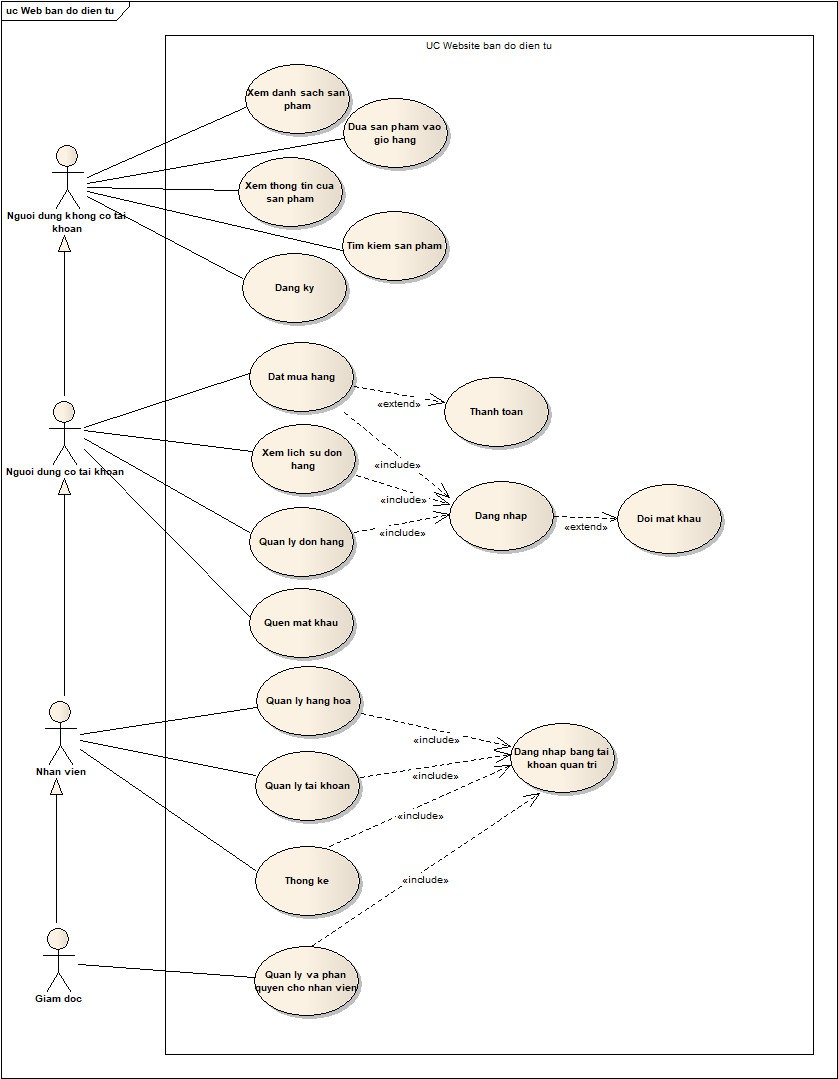 uc Web ban do dien tu
UC Website ban do dien tu
Xem danh sach san
pham
Dua san pham vao
gio hang
Xem thong tin cua
san pham
Nguoi dung khong co tai
khoan
Tim kiem san pham
Dang ky
Dat mua hang
«extend»
Thanh toan
Nguoi dung co tai khoan
Xem lich su don
hang
«include»
«include»
Dang nhap
«extend»
Doi mat khau
Quan ly don hang
«include»
Quen mat khau
Quan ly hang hoa
«include»
Dang nhap bang tai
khoan quan tri
Nhan vien
Quan ly tai khoan
«include»
«include»
Thong ke
«include»
Quan ly va phan
quyen cho nhan vien
Giam doc